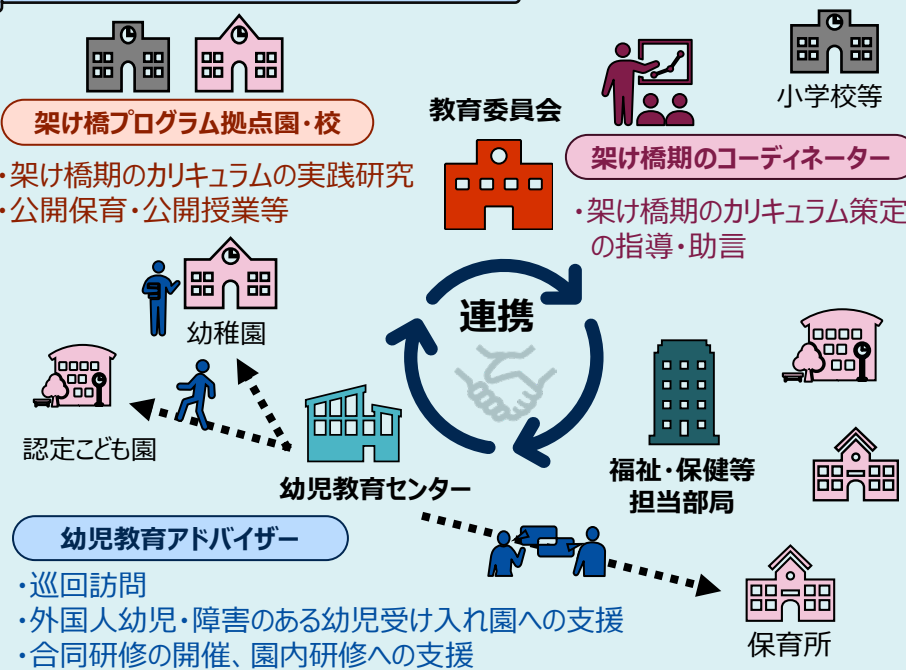 架け橋プログラム拠点園・校
・架け橋期のカリキュラムの実践研究
・公開保育・公開授業等
教育委員会
小学校等
架け橋期のコーディネーター
・架け橋期のカリキュラム策定
の指導・助言
幼稚園
認定こども園
連携
幼児教育センター
福祉・保健等
担当部局
幼児教育アドバイザー
・巡回訪問
・外国人幼児・障害のある幼児受け入れ園への支援
・合同研修の開催、園内研修への支援
保育所